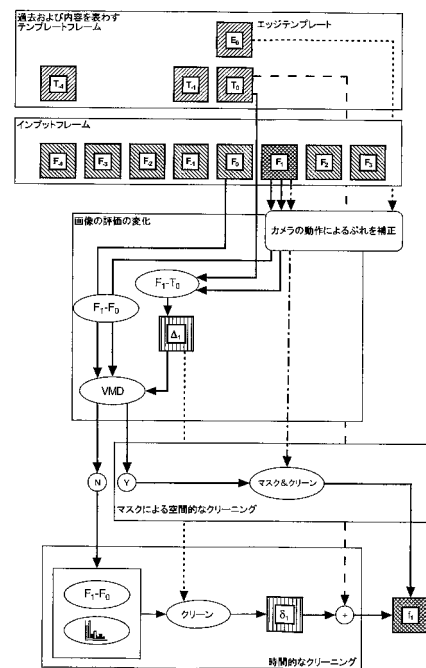 過去および内容を表わす
テンプレートフレーム
エッジテンプレート
E₀
T₋₁
T₀
インプットフレーム
F₋₄ F₋₃ F₋₂ F₋₁ F₀ F₁ F₂ F₃
画像の評価の変化
カメラの動作によるぶれを補正
F₁-T₀
F₁-F₀
Δ₁
VMD
N
Y
マスク&クリーン
マスクによる空間的なクリーニング
F₁-F₀
クリーン
δ₁
+
f₁
時間的なクリーニング